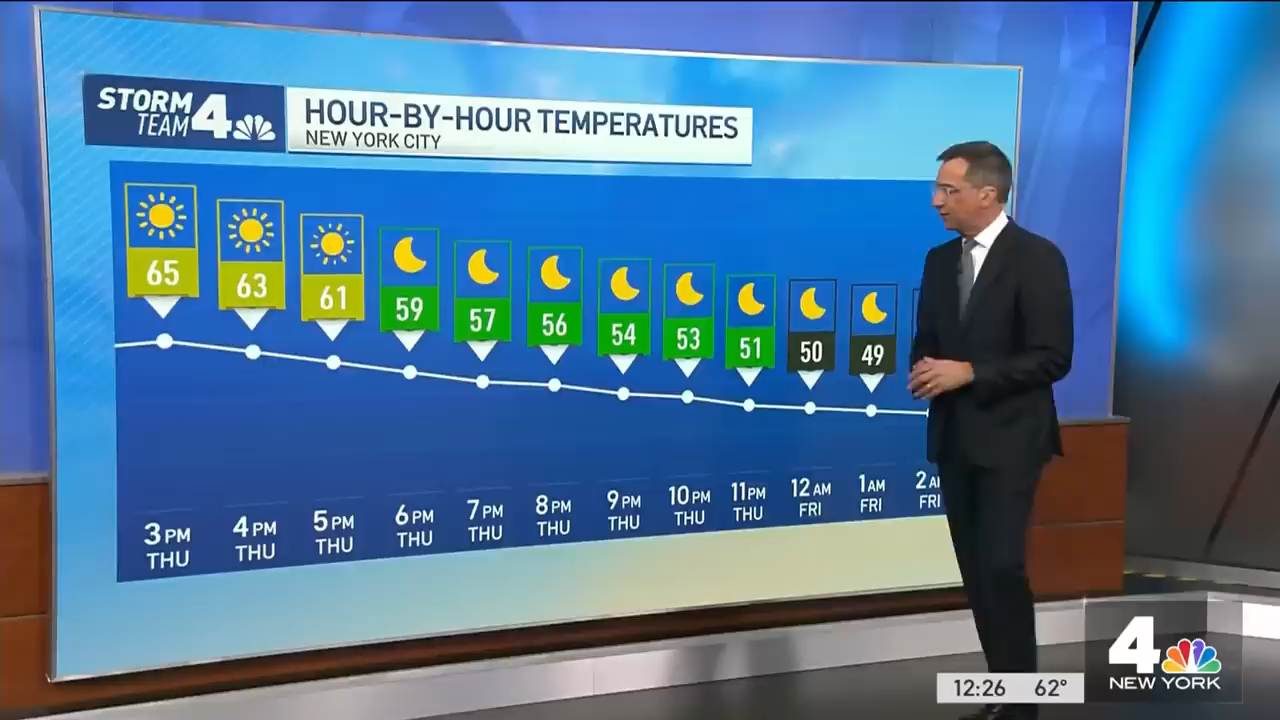 STORM
TEAM 4
HOUR-BY-HOUR TEMPERATURES
NEW YORK CITY
65
63
61
59
57
56
54
53
51
50
49
3 PM
THU
4 PM
THU
5 PM
THU
6 PM
THU
7 PM
THU
8 PM
THU
9 PM
THU
10 PM
THU
11 PM
THU
12 AM
FRI
1 AM
FRI
2 A
FRI
4
NEW YORK
12:26 62°